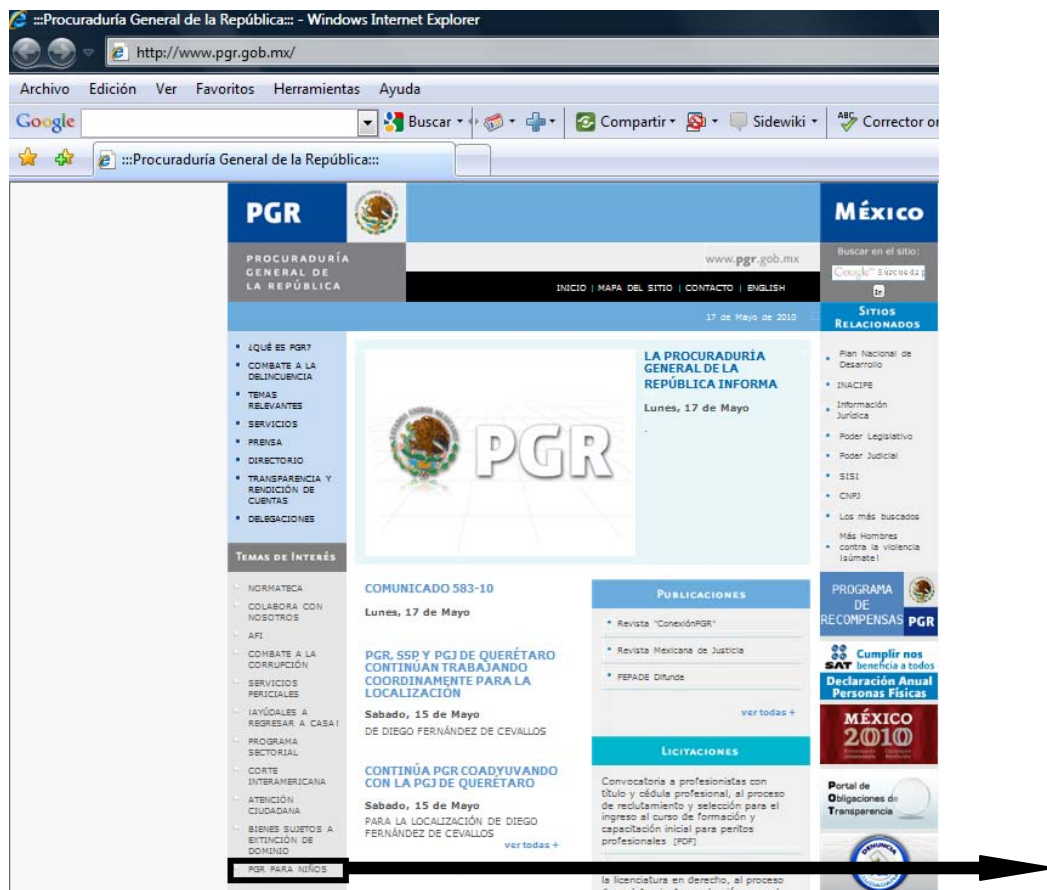 :::Procuraduría General de la República::: - Windows Internet Explorer
http://www.pgr.gob.mx/
Archivo Edición Ver Favoritos Herramientas Ayuda
Google Buscar Compartir Sidewiki Corrector or
:::Procuraduría General de la República:::
PGR
MÉXICO
PROCURADURÍA
GENERAL DE
LA REPÚBLICA
www.pgr.gob.mx
INICIO | MAPA DEL SITIO | CONTACTO | ENGLISH
Buscar en el sitio:
Google
17 de Mayo de 2010
SITIOS
RELACIONADOS
¿QUÉ ES PGR?
COMBATE A LA
DELINCUENCIA
TEMAS
RELEVANTES
SERVICIOS
PRENSA
DIRECTORIO
TRANSPARENCIA Y
RENDICIÓN DE
CUENTAS
DELEGACIONES
ESTADOS UNIDOS MEXICANOS
PGR
LA PROCURADURÍA
GENERAL DE LA
REPÚBLICA INFORMA
Lunes, 17 de Mayo
.
Plan Nacional de
Desarrollo
INACIPE
Información
Jurídica
Poder Legislativo
Poder Judicial
SISI
CNPJ
Los más buscados
Más Hombres
contra la violencia
¡súmate!
TEMAS DE INTERÉS
NORMATECA
COLABORA CON
NOSOTROS
AFI
COMBATE A LA
CORRUPCIÓN
SERVICIOS
PERICIALES
¡AYÚDALES A
REGRESAR A CASA!
PROGRAMA
SECTORIAL
CORTE
INTERAMERICANA
ATENCIÓN
CIUDADANA
BIENES SUJETOS A
EXTINCIÓN DE
DOMINIO
PGR PARA NIÑOS
COMUNICADO 583-10
Lunes, 17 de Mayo
PGR, SSP Y PGJ DE QUERÉTARO
CONTINÚAN TRABAJANDO
COORDINAMENTE PARA LA
LOCALIZACIÓN
Sabado, 15 de Mayo
DE DIEGO FERNÁNDEZ DE CEVALLOS
CONTINÚA PGR COADYUVANDO
CON LA PGJ DE QUERÉTARO
Sabado, 15 de Mayo
PARA LA LOCALIZACIÓN DE DIEGO
FERNÁNDEZ DE CEVALLOS
ver todas +
PUBLICACIONES
Revista "ConexiónPGR"
Revista Mexicana de Justicia
FEPADE Difunde
ver todas +
LICITACIONES
Convocatoria a profesionistas con
título y cédula profesional, al proceso
de reclutamiento y selección para el
ingreso al curso de formación y
capacitación inicial para peritos
profesionales [PDF]
la licenciatura en derecho, al proceso
PROGRAMA
DE
RECOMPENSAS PGR
SAT Cumplir nos
beneficia a todos
Declaración Anual
Personas Físicas
MÉXICO
2010
Portal de
Obligaciones de
Transparencia
DENUNCIA